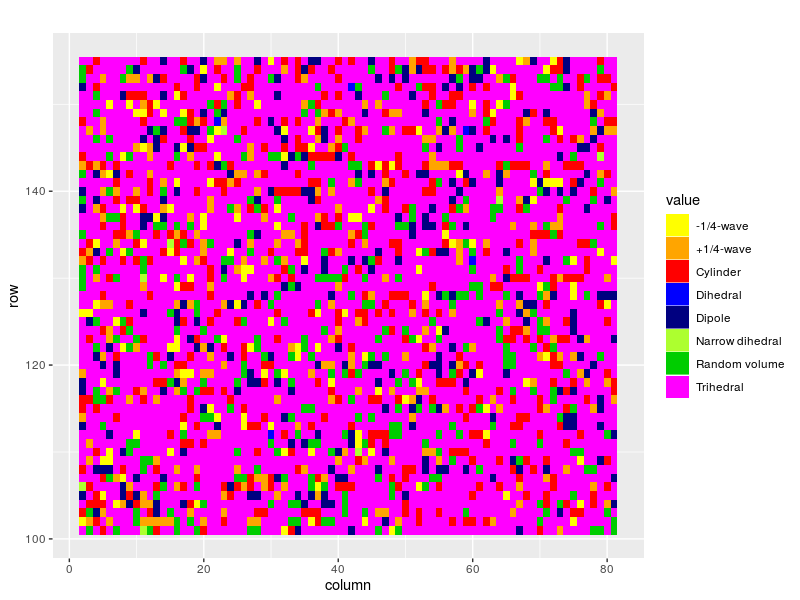 row
140
120
100
0
20
40
60
80
column
value
-1/4-wave
+1/4-wave
Cylinder
Dihedral
Dipole
Narrow dihedral
Random volume
Trihedral